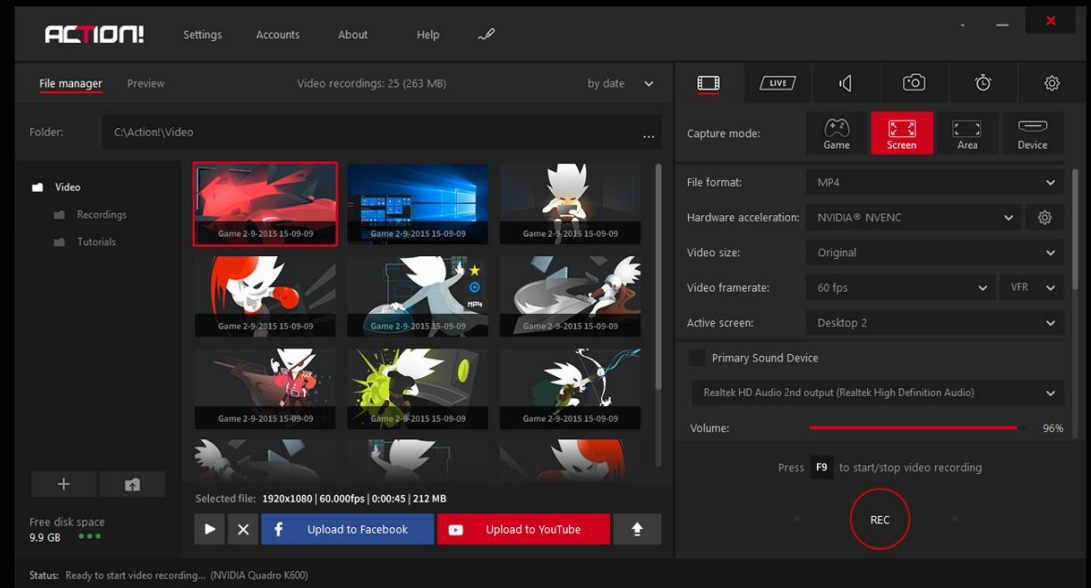 ACTION!
Settings Accounts About Help
File manager Preview Video recordings: 25 (263 MB) by date
Folder: C:\Action!\Video ...
Video
Recordings
Tutorials
Game 2-9-2015 15-09-09 Game 2-9-2015 15-09-09 Game 2-9-2015 15-09-09
MP4
Game 2-9-2015 15-09-09 Game 2-9-2015 15-09-09 Game 2-9-2015 15-09-09
Game 2-9-2015 15-09-09 Game 2-9-2015 15-09-09 Game 2-9-2015 15-09-09
Selected file: 1920x1080 | 60.000fps | 0:00:45 | 212 MB
Upload to Facebook Upload to YouTube
Free disk space
9.9 GB
LIVE
Capture mode: Game Screen Area Device
File format: MP4
Hardware acceleration: NVIDIA® NVENC
Video size: Original
Video framerate: 60 fps VFR
Active screen: Desktop 2
Primary Sound Device
Realtek HD Audio 2nd output (Realtek High Definition Audio)
Volume: 96%
Press F9 to start/stop video recording
REC
Status: Ready to start video recording... (NVIDIA Quadro K600)